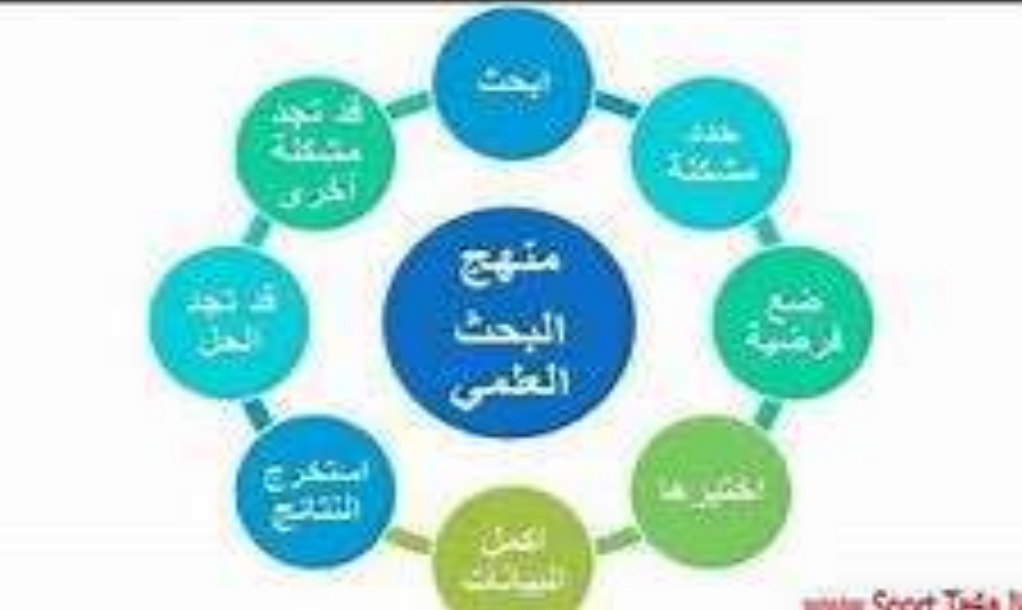 منهج
البحث
العلمي
ابحث
حدد
مشكلة
ضع
فرضية
اختبرها
اكمل
البيانات
استخرج
النتائج
قد تجد
الحل
قد تجد
مشكلة
أخرى